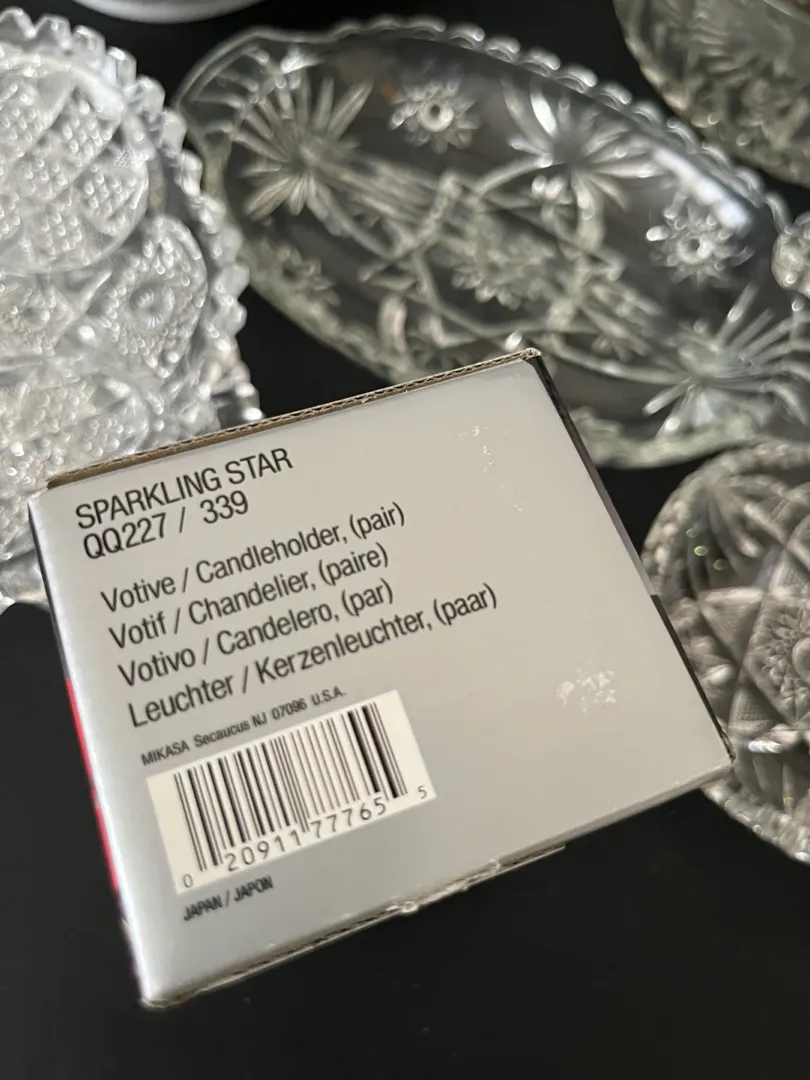 SPARKLING STAR
QQ227 / 339
Votive / Candleholder, (pair)
Votif / Chandelier, (paire)
Votivo / Candelero, (par)
Leuchter / Kerzenleuchter, (paar)
MIKASA Secaucus NJ 07096 U.S.A.
0 20911 77765 5
JAPAN / JAPON